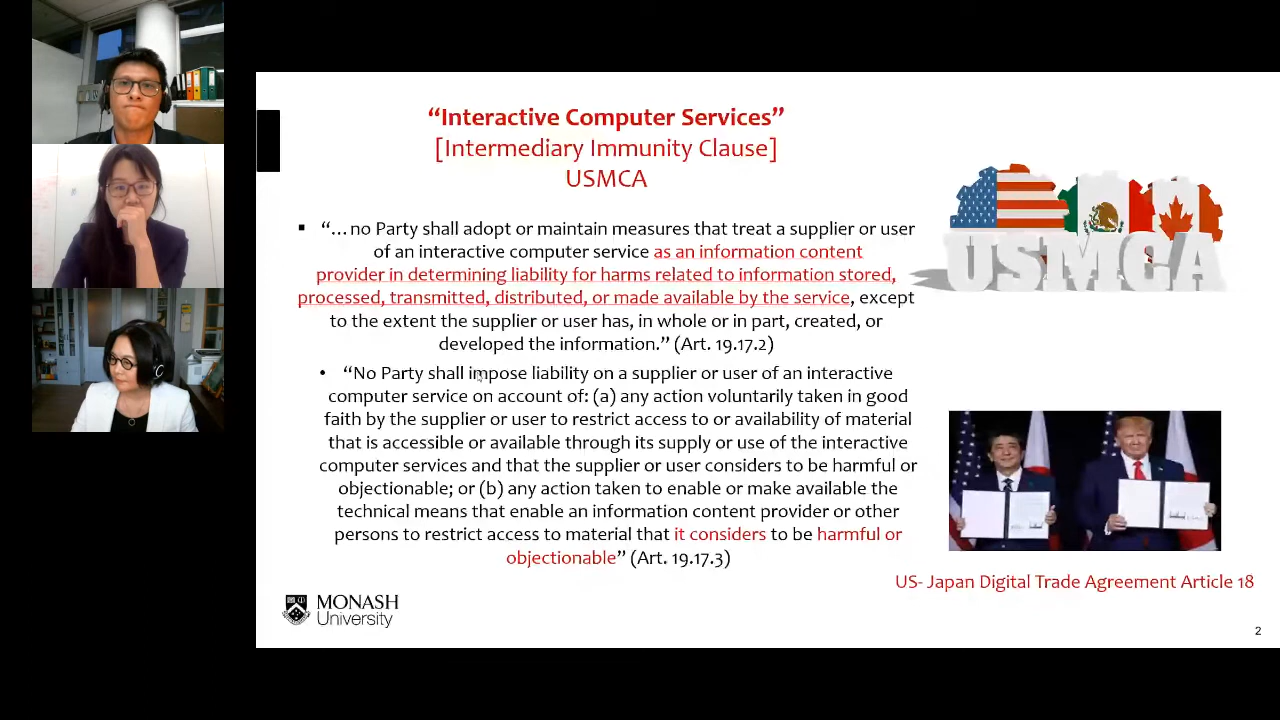 “Interactive Computer Services”
[Intermediary Immunity Clause]
USMCA
▪ “…no Party shall adopt or maintain measures that treat a supplier or user
of an interactive computer service as an information content
provider in determining liability for harms related to information stored,
processed, transmitted, distributed, or made available by the service, except
to the extent the supplier or user has, in whole or in part, created, or
developed the information.” (Art. 19.17.2)
• “No Party shall impose liability on a supplier or user of an interactive
computer service on account of: (a) any action voluntarily taken in good
faith by the supplier or user to restrict access to or availability of material
that is accessible or available through its supply or use of the interactive
computer services and that the supplier or user considers to be harmful or
objectionable; or (b) any action taken to enable or make available the
technical means that enable an information content provider or other
persons to restrict access to material that it considers to be harmful or
objectionable” (Art. 19.17.3)
USMCA
US- Japan Digital Trade Agreement Article 18
MONASH
University
2